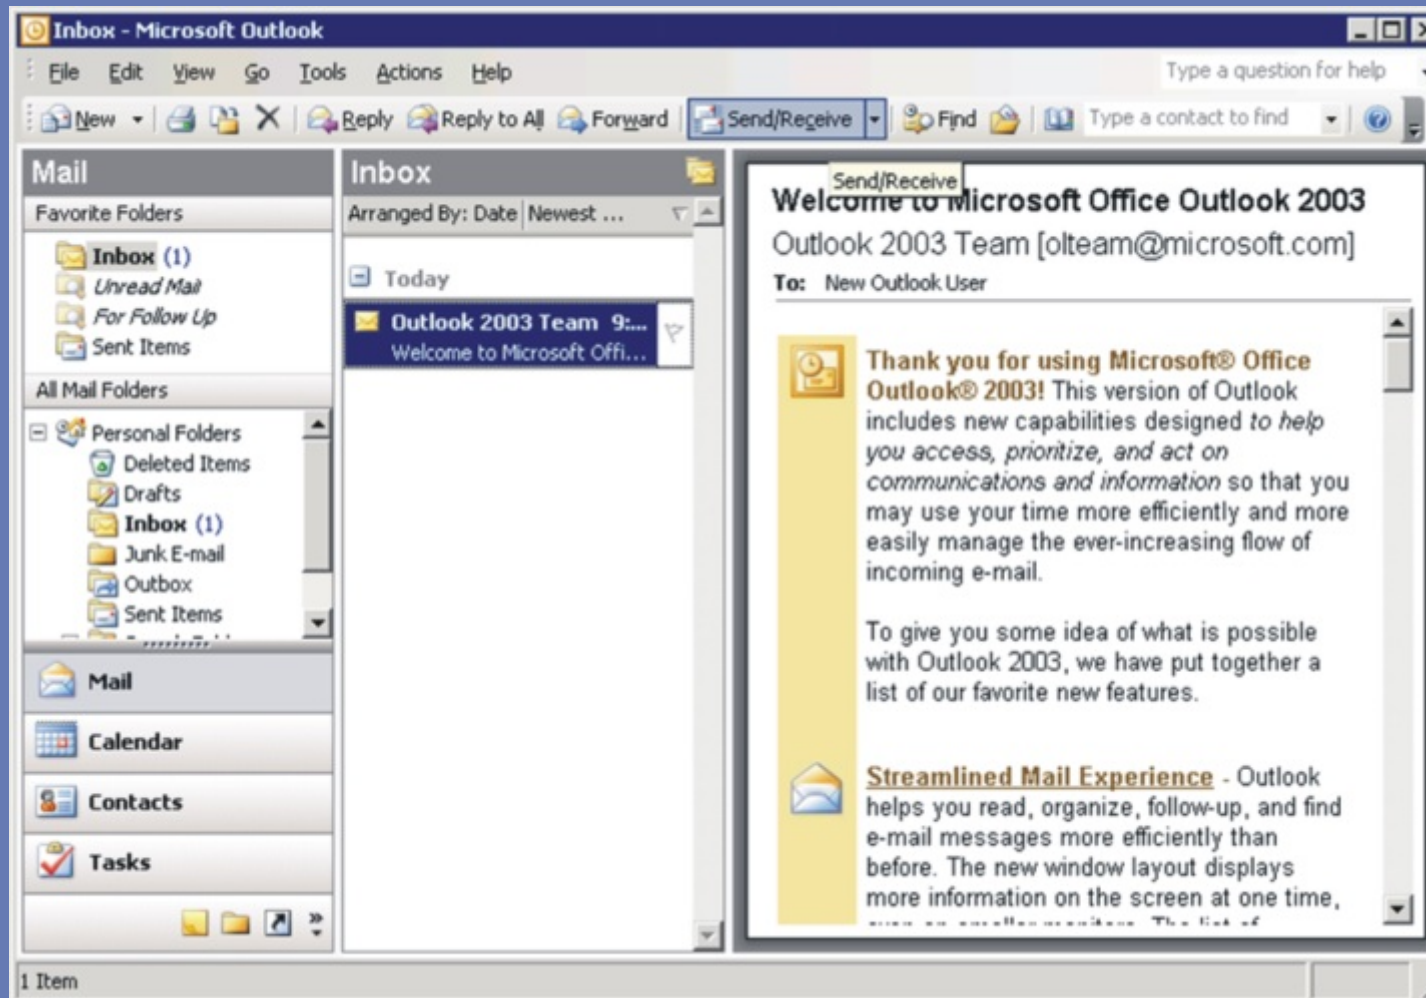 Inbox - Microsoft Outlook
File Edit View Go Tools Actions Help Type a question for help
New Reply Reply to All Forward Send/Receive Find Type a contact to find
Send/Receive
Mail
Favorite Folders
Inbox (1)
Unread Mail
For Follow Up
Sent Items
All Mail Folders
Personal Folders
Deleted Items
Drafts
Inbox (1)
Junk E-mail
Outbox
Sent Items
Mail
Calendar
Contacts
Tasks
Inbox
Arranged By: Date Newest ...
Today
Outlook 2003 Team 9:...
Welcome to Microsoft Offi...
Welcome to Microsoft Office Outlook 2003
Outlook 2003 Team [olteam@microsoft.com]
To: New Outlook User
Thank you for using Microsoft® Office
Outlook® 2003! This version of Outlook
includes new capabilities designed to help
you access, prioritize, and act on
communications and information so that you
may use your time more efficiently and more
easily manage the ever-increasing flow of
incoming e-mail.
To give you some idea of what is possible
with Outlook 2003, we have put together a
list of our favorite new features.
Streamlined Mail Experience - Outlook
helps you read, organize, follow-up, and find
e-mail messages more efficiently than
before. The new window layout displays
more information on the screen at one time,
even on smaller monitors. The list of
1 Item